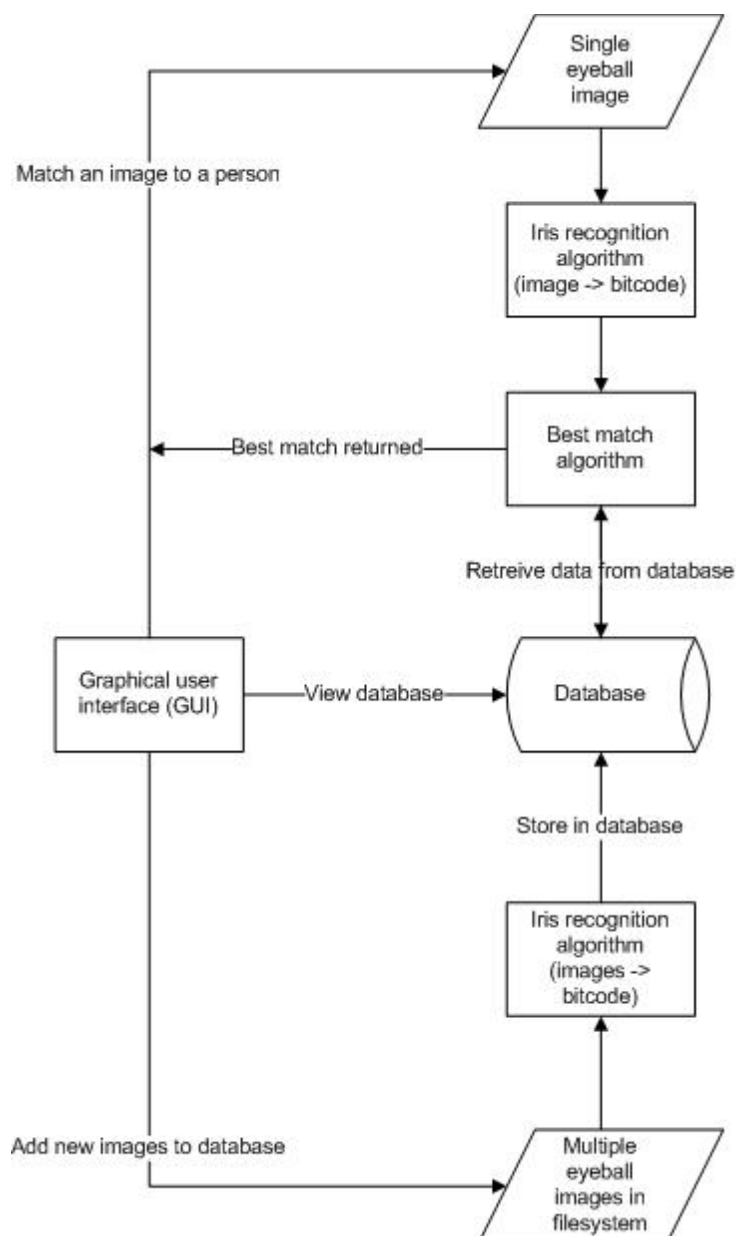 Single
eyeball
image
Match an image to a person
Iris recognition
algorithm
(image -> bitcode)
Best match returned
Best match
algorithm
Retreive data from database
Graphical user
interface (GUI)
View database
Database
Store in database
Iris recognition
algorithm
(images ->
bitcode)
Add new images to database
Multiple
eyeball
images in
filesystem